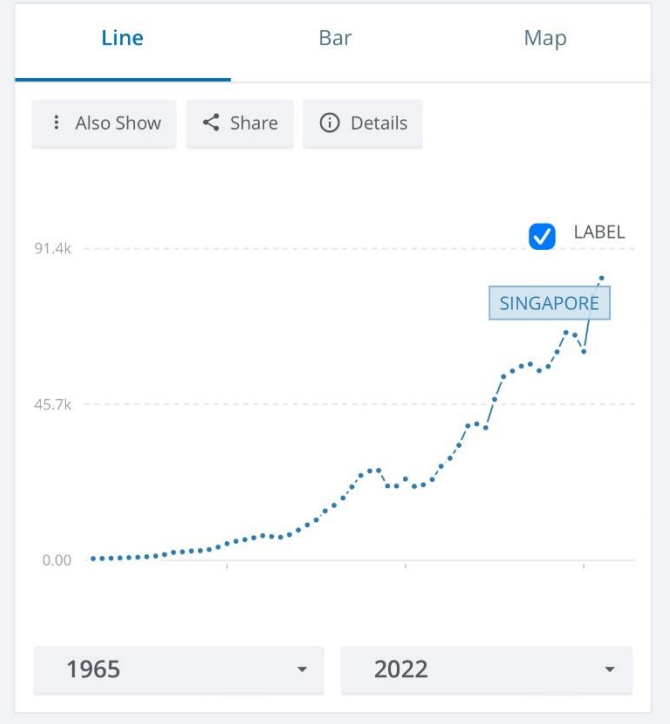 Line Bar Map
Also Show Share Details
LABEL
91.4k
SINGAPORE
45.7k
0.00
1965 2022